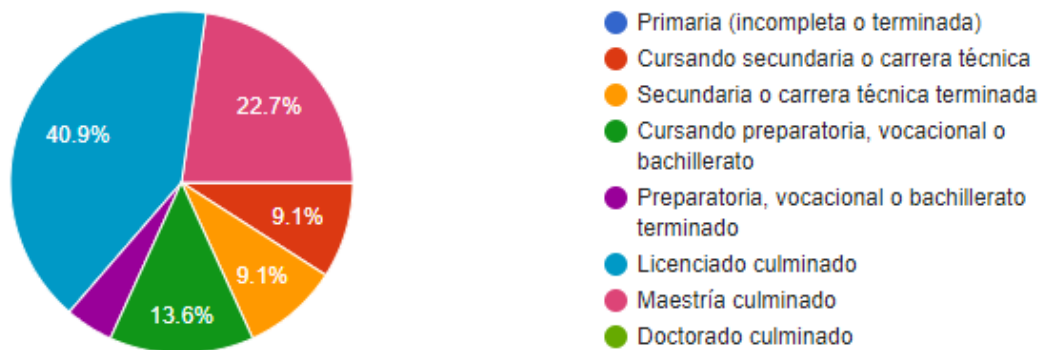 40.9%
22.7%
9.1%
9.1%
13.6%
Primaria (incompleta o terminada)
Cursando secundaria o carrera técnica
Secundaria o carrera técnica terminada
Cursando preparatoria, vocacional o
bachillerato
Preparatoria, vocacional o bachillerato
terminado
Licenciado culminado
Maestría culminado
Doctorado culminado